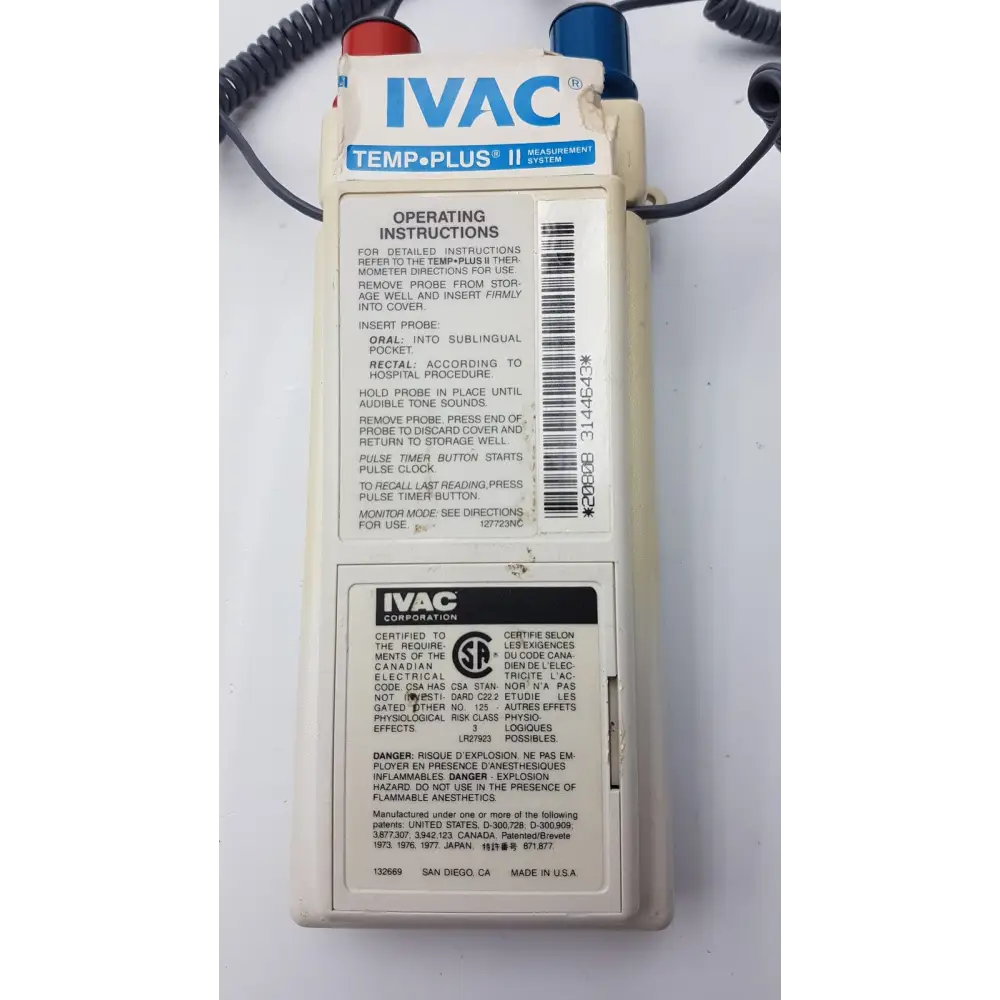 IVAC®
TEMP•PLUS® II MEASUREMENT
SYSTEM
OPERATING
INSTRUCTIONS
FOR DETAILED INSTRUCTIONS
REFER TO THE TEMP•PLUS II THER-
MOMETER DIRECTIONS FOR USE.
REMOVE PROBE FROM STOR-
AGE WELL AND INSERT FIRMLY
INTO COVER.
INSERT PROBE:
ORAL: INTO SUBLINGUAL
POCKET.
RECTAL: ACCORDING TO
HOSPITAL PROCEDURE.
HOLD PROBE IN PLACE UNTIL
AUDIBLE TONE SOUNDS.
REMOVE PROBE, PRESS END OF
PROBE TO DISCARD COVER AND
RETURN TO STORAGE WELL.
PULSE TIMER BUTTON STARTS
PULSE CLOCK.
TO RECALL LAST READING, PRESS
PULSE TIMER BUTTON.
MONITOR MODE: SEE DIRECTIONS
FOR USE. 127723NC
*2080B 3144643*
IVAC
CORPORATION
CERTIFIED TO
THE REQUIRE-
MENTS OF THE
CANADIAN
ELECTRICAL
CODE. CSA HAS
NOT INVESTI-
GATED OTHER
PHYSIOLOGICAL
EFFECTS.
CSA®
CSA STAN-
DARD C22.2
NO. 125 -
RISK CLASS
3
LR27923
CERTIFIE SELON
LES EXIGENCES
DU CODE CANA-
DIEN DE L'ELEC-
TRICITE L'AC-
NOR N'A PAS
ETUDIE LES
AUTRES EFFETS
PHYSIO-
LOGIQUES
POSSIBLES.
DANGER: RISQUE D'EXPLOSION. NE PAS EM-
PLOYER EN PRESENCE D'ANESTHESIQUES
INFLAMMABLES. DANGER - EXPLOSION
HAZARD. DO NOT USE IN THE PRESENCE OF
FLAMMABLE ANESTHETICS.
Manufactured under one or more of the following
patents: UNITED STATES, D-300,728; D-300,909;
3,877,307; 3,942,123. CANADA, Patented/Brevete
1973, 1976, 1977. JAPAN, 特許番号 871,877.
132669 SAN DIEGO, CA MADE IN U.S.A.